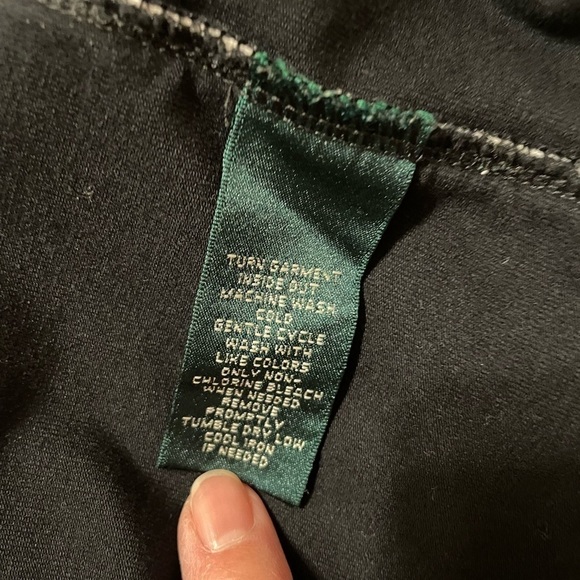 TURN GARMENT
INSIDE OUT
MACHINE WASH
COLD
GENTLE CYCLE
WASH WITH
LIKE COLORS
ONLY NON-
CHLORINE BLEACH
WHEN NEEDED
REMOVE
PROMPTLY
TUMBLE DRY LOW
COOL IRON
IF NEEDED